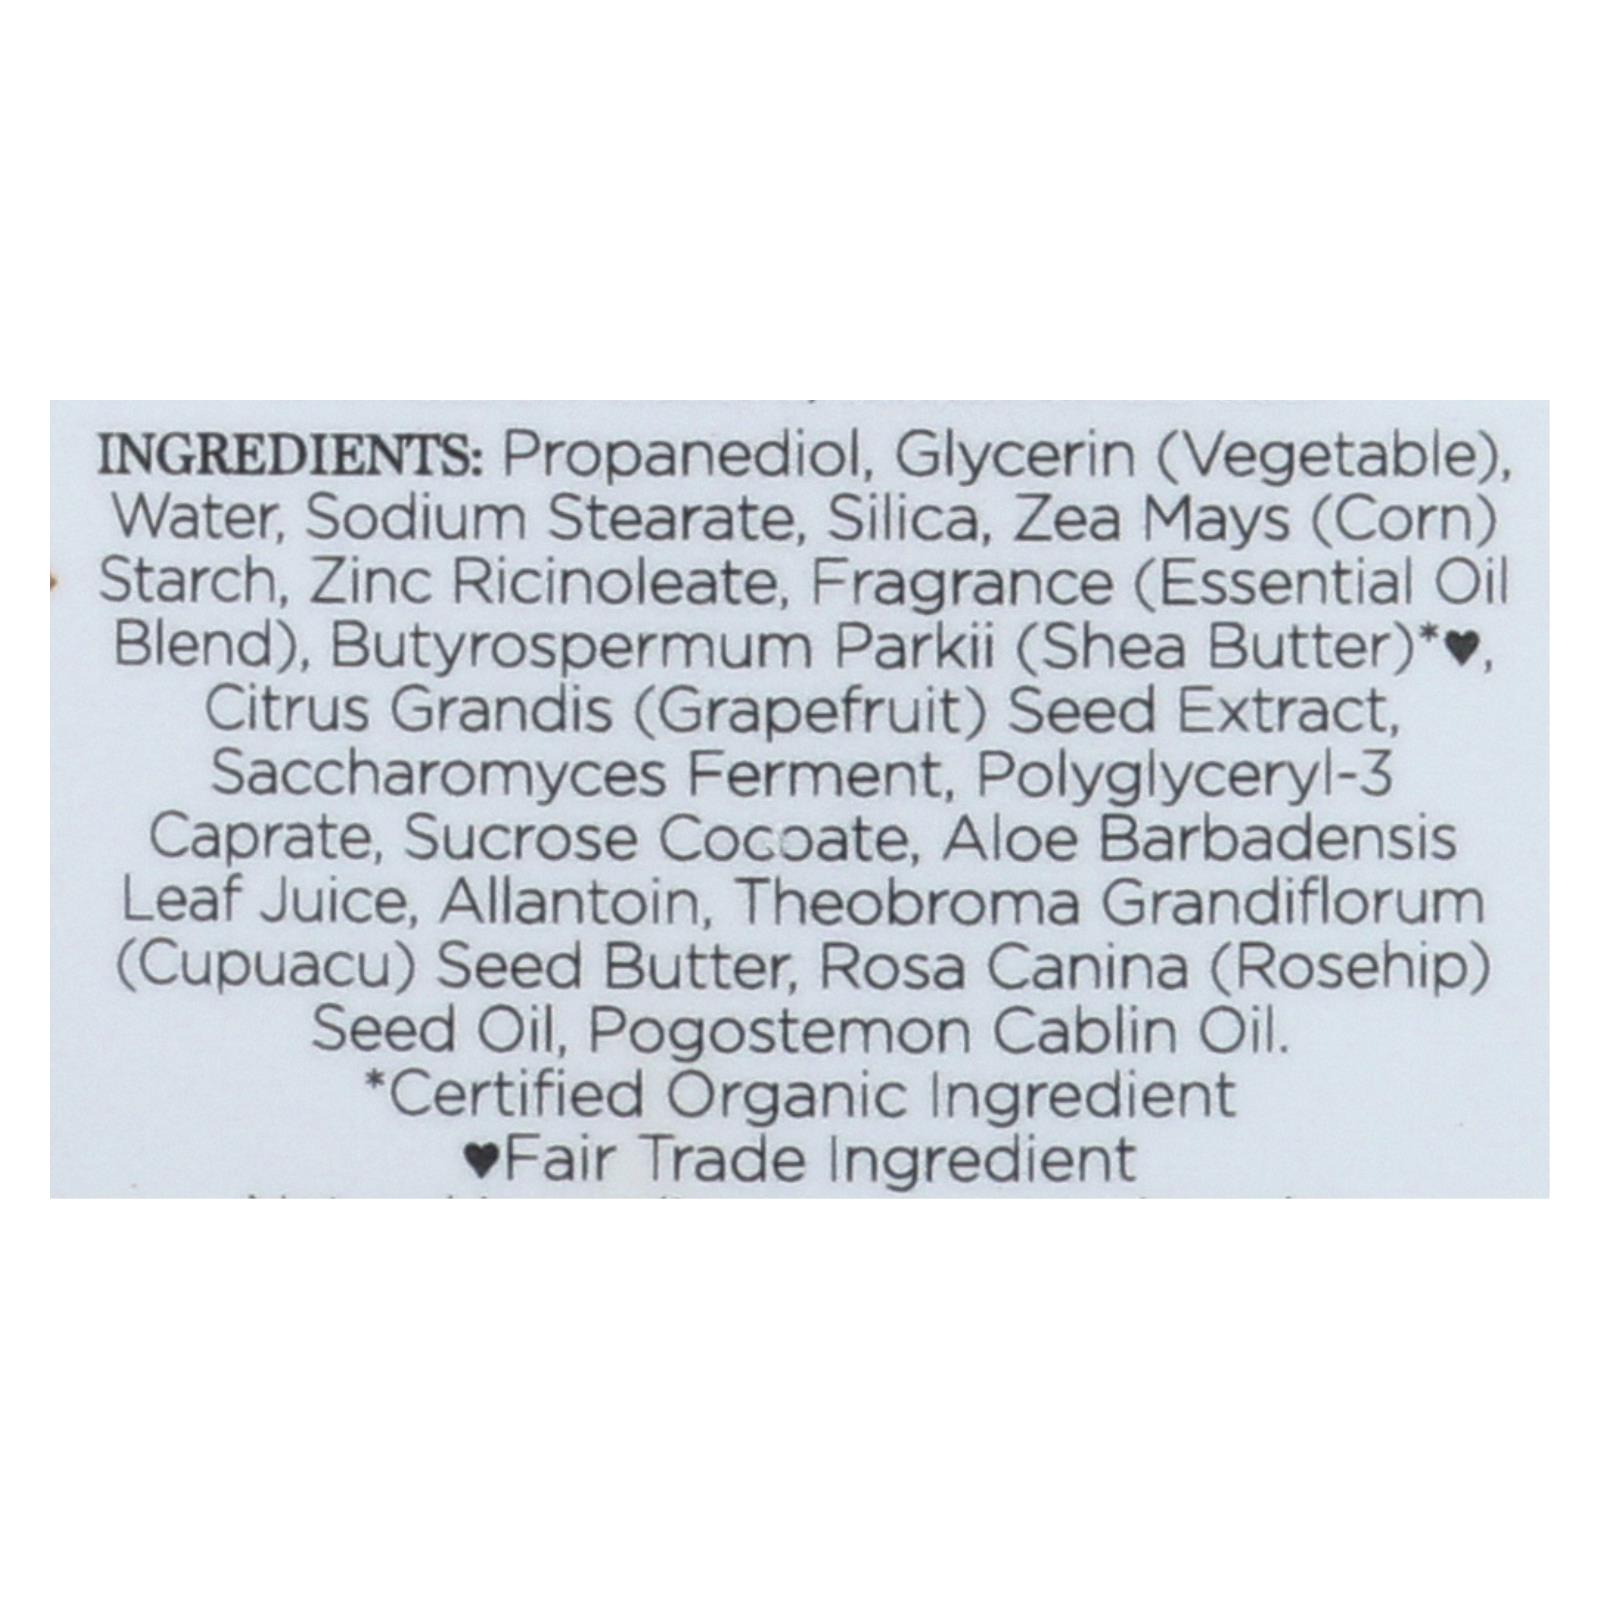 INGREDIENTS: Propanediol, Glycerin (Vegetable),
Water, Sodium Stearate, Silica, Zea Mays (Corn)
Starch, Zinc Ricinoleate, Fragrance (Essential Oil
Blend), Butyrospermum Parkii (Shea Butter)*♥,
Citrus Grandis (Grapefruit) Seed Extract,
Saccharomyces Ferment, Polyglyceryl-3
Caprate, Sucrose Cocoate, Aloe Barbadensis
Leaf Juice, Allantoin, Theobroma Grandiflorum
(Cupuacu) Seed Butter, Rosa Canina (Rosehip)
Seed Oil, Pogostemon Cablin Oil.
*Certified Organic Ingredient
♥Fair Trade Ingredient